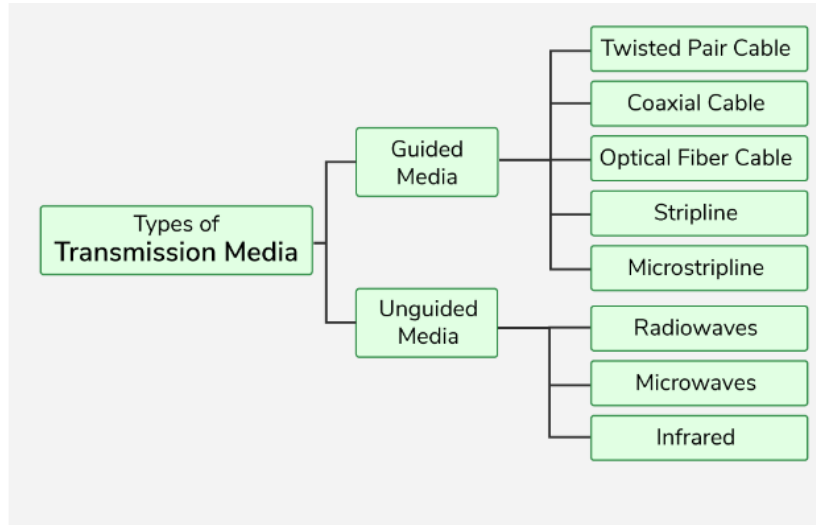 Types of
Transmission Media
Guided
Media
Twisted Pair Cable
Coaxial Cable
Optical Fiber Cable
Stripline
Microstripline
Unguided
Media
Radiowaves
Microwaves
Infrared